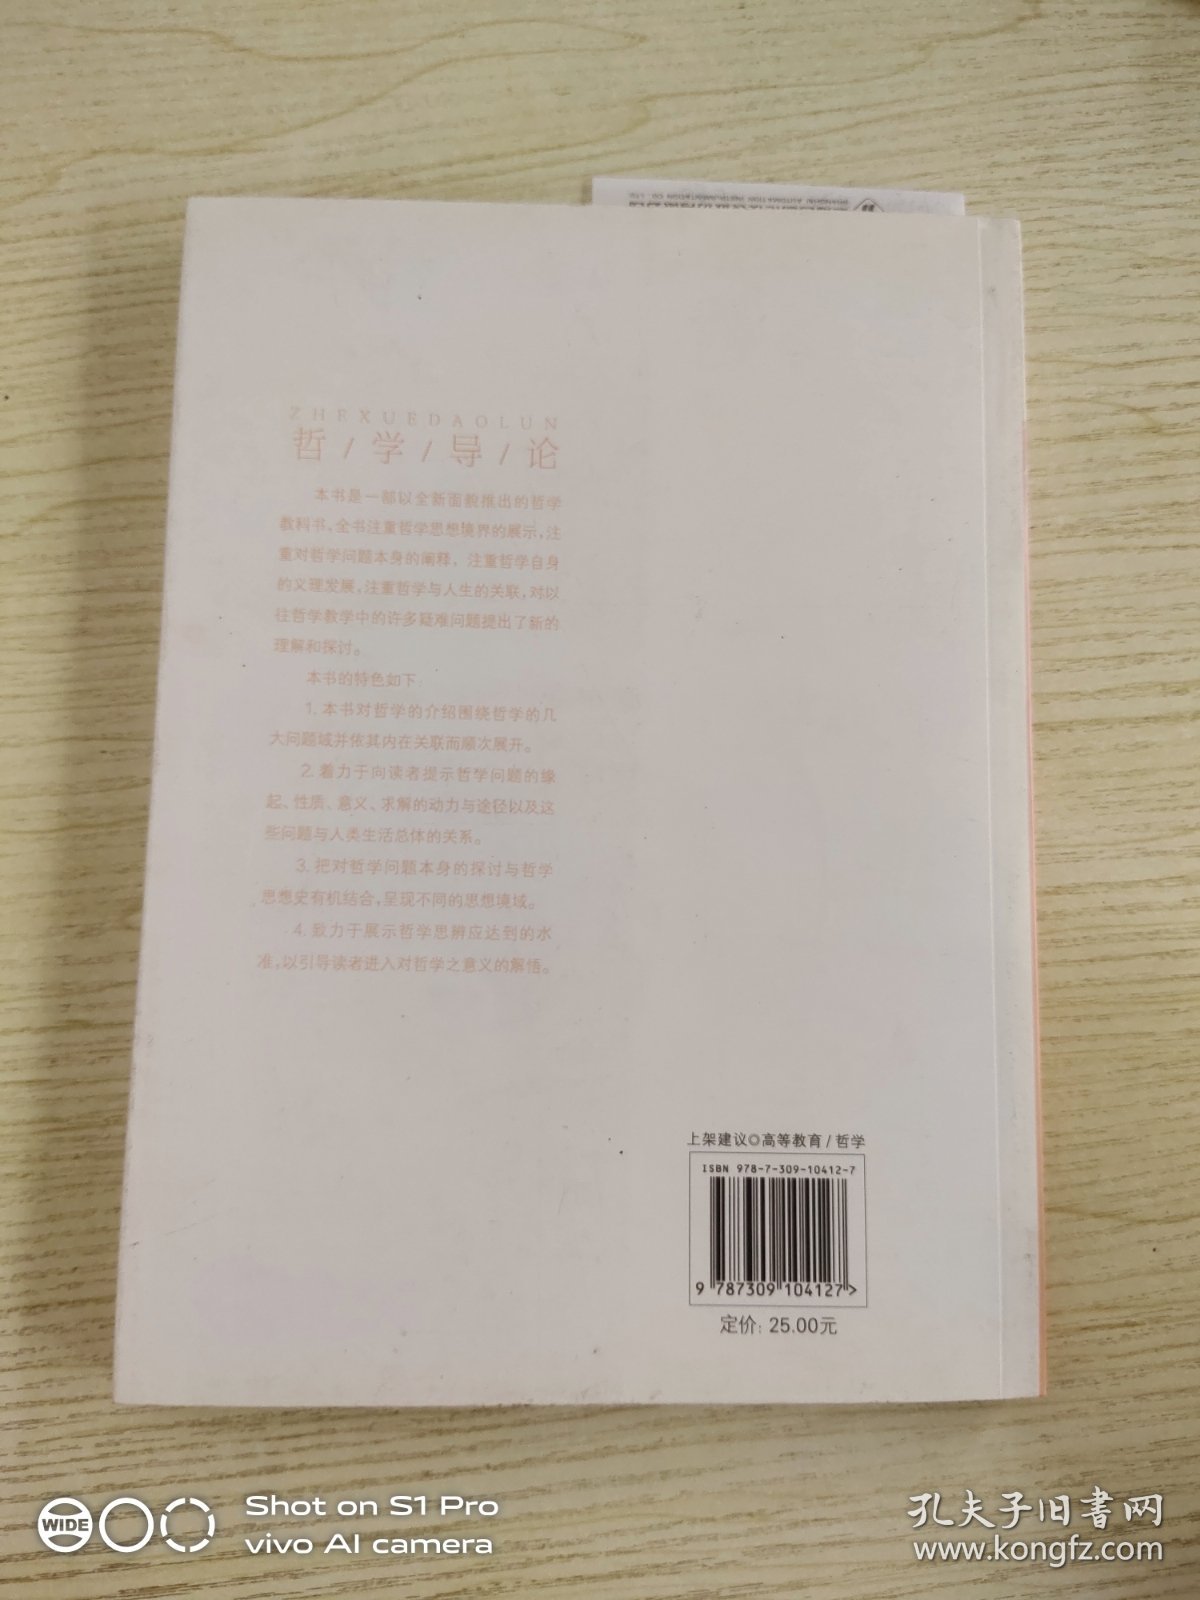 SHANGHAI AUTOMATION INSTRUMENTATION CO., LTD.
ZHEXUEDAOLUN
哲/学/导/论
本书是一部以全新面貌推出的哲学
教科书、全书注重哲学思想境界的展示,注
重对哲学问题本身的阐释，注重哲学自身
的义理发展,注重哲学与人生的关联,对以
往哲学教学中的许多疑难问题提出了新的
理解和探讨。
本书的特色如下:
1.本书对哲学的介绍围绕哲学的几
大问题域并依其内在关联而顺次展开。
2.着力于向读者提示哲学问题的缘
起、性质、意义、求解的动力与途径以及这
些问题与人类生活总体的关系。
3.把对哲学问题本身的探讨与哲学
思想史有机结合,呈现不同的思想境域。
4.致力于展示哲学思辨应达到的水
准,以引导读者进入对哲学之意义的解悟。
上架建议◎高等教育/哲学
ISBN 978-7-309-10412-7
9 787309 104127>
定价: 25.00元
WIDE
Shot on S1 Pro
vivo AI camera
孔夫子旧書网
www.kongfz.com